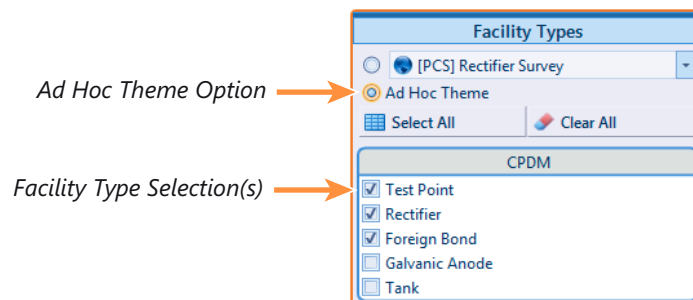 Facility Types
[PCS] Rectifier Survey
Ad Hoc Theme Option
Ad Hoc Theme
Select All Clear All
CPDM
Facility Type Selection(s)
Test Point
Rectifier
Foreign Bond
Galvanic Anode
Tank